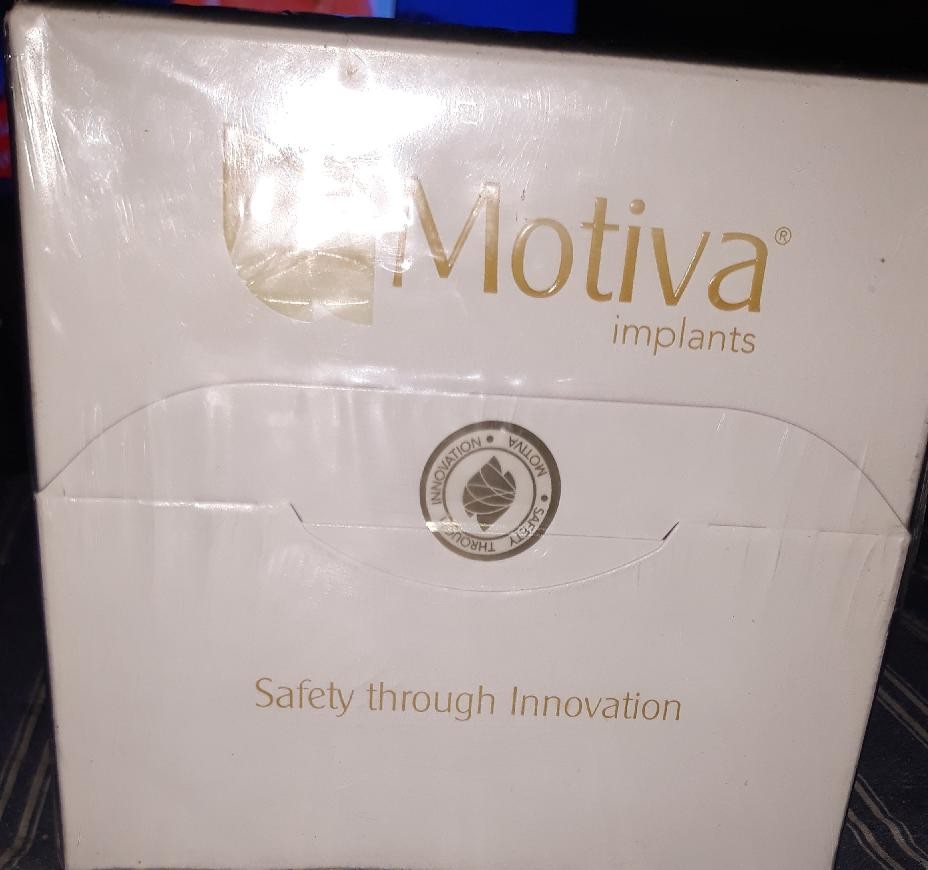 Motiva®
implants
INNOVATION • MOTIVA • SAFETY THROUGH
Safety through Innovation